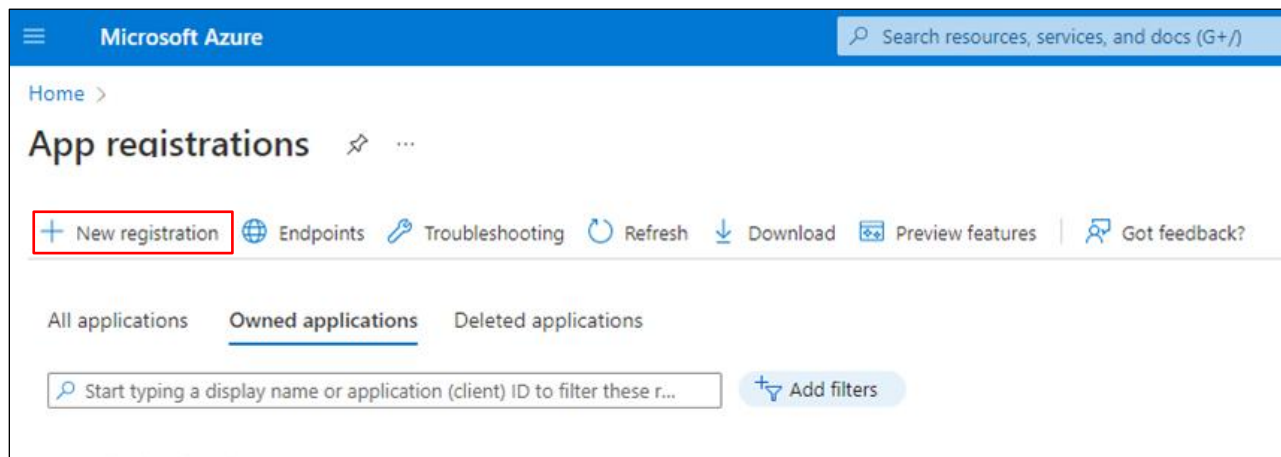 Microsoft Azure Search resources, services, and docs (G+/)
Home >
App registrations ...
+ New registration Endpoints Troubleshooting Refresh Download Preview features Got feedback?
All applications Owned applications Deleted applications
Start typing a display name or application (client) ID to filter these r... Add filters